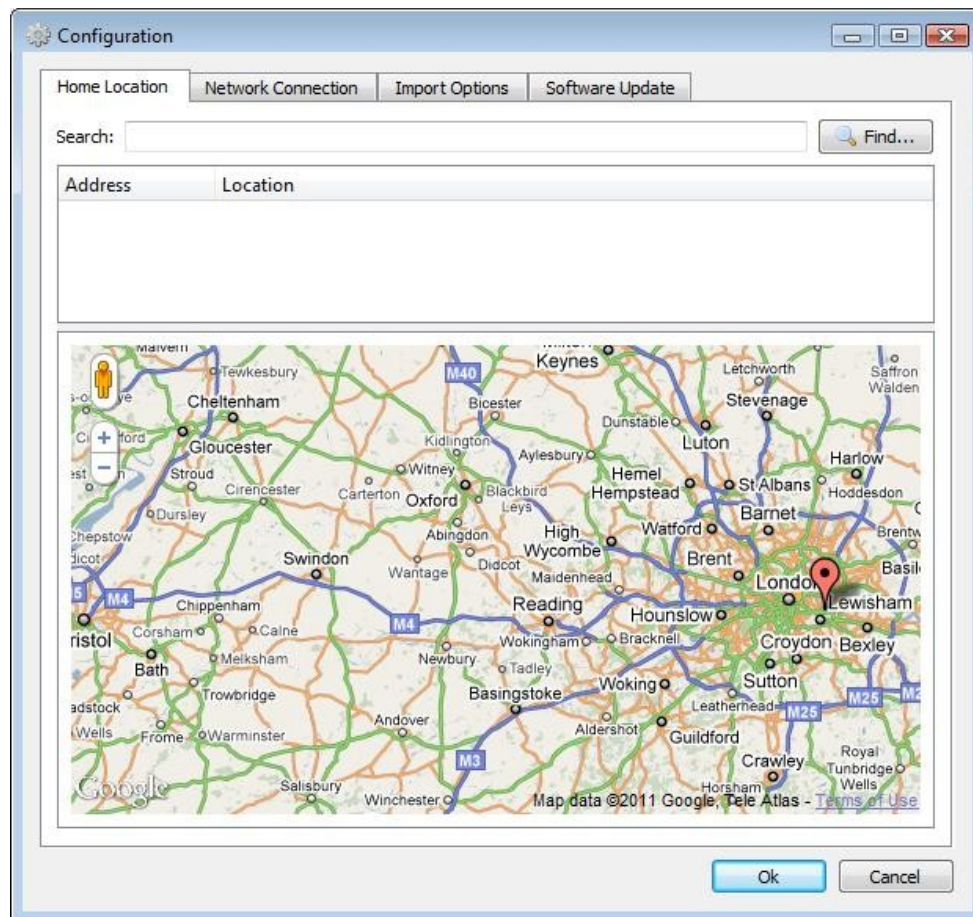 Configuration
Home Location
Network Connection
Import Options
Software Update
Search:
Find...
Address
Location
Malvern
Tewkesbury
M40
Keynes
Letchworth
Saffron
Walden
Cheltenham
Bicester
Stevenage
Dunstable
Gloucester
Kidlington
Luton
Aylesbury
Harlow
Stroud
Witney
Hemel
Hempstead
St Albans
Hoddesdon
Cirencester
Carterton
Oxford
Blackbird
Leys
Dursley
Abingdon
High
Wycombe
Watford
Barnet
Brentw
Chepstow
Swindon
Didcot
Wantage
Maidenhead
Brent
Basil
London
M4
Chippenham
Reading
Hounslow
Lewisham
M4
ristol
Corsham
Calne
Wokingham
Bracknell
Croydon
Bexley
Bath
Melksham
Newbury
Tadley
Woking
Sutton
Trowbridge
Basingstoke
Leatherhead
M25
M25
adstock
Andover
Aldershot
Wells
Frome
Warminster
Guildford
M3
Crawley
Royal
Tunbridge
Wells
Google
Salisbury
Winchester
Horsham
Map data ©2011 Google, Tele Atlas - Terms of Use
Ok
Cancel